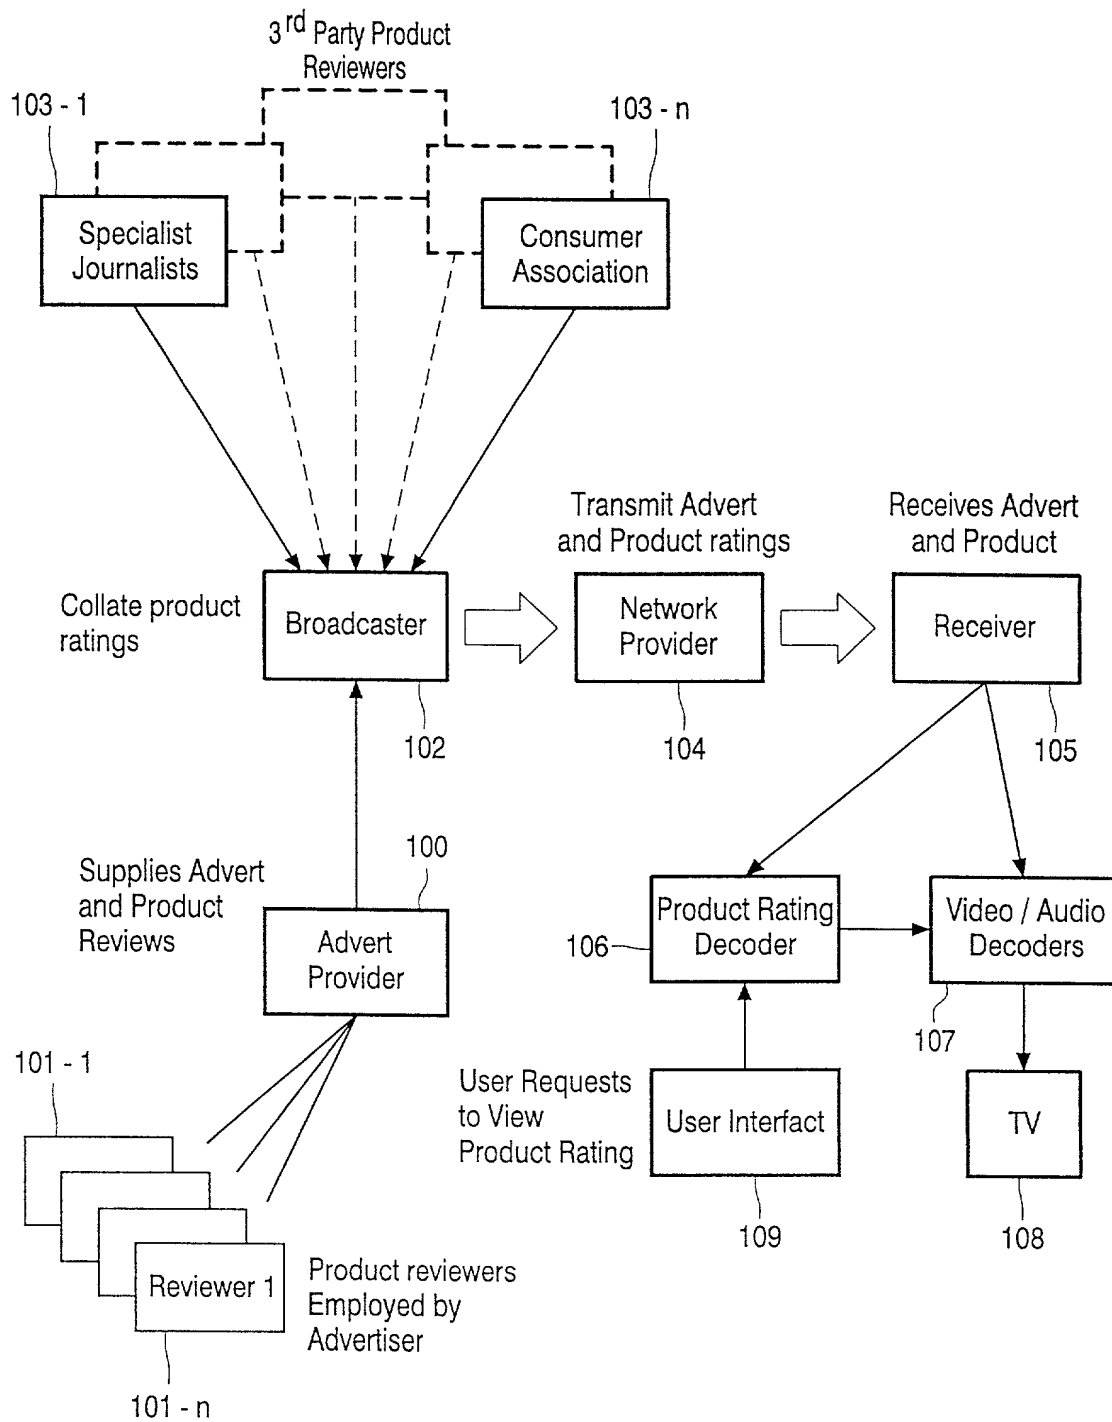 3rd Party Product
Reviewers
103 - 1
103 - n
Specialist
Journalists
Consumer
Association
Transmit Advert
and Product ratings
Receives Advert
and Product
Collate product
ratings
Broadcaster
Network
Provider
Receiver
102
104
105
Supplies Advert
and Product
Reviews
100
Advert
Provider
Product Rating
Decoder
Video / Audio
Decoders
106
107
101 - 1
User Requests
to View
Product Rating
User Interfact
TV
109
108
Reviewer 1
Product reviewers
Employed by
Advertiser
101 - n